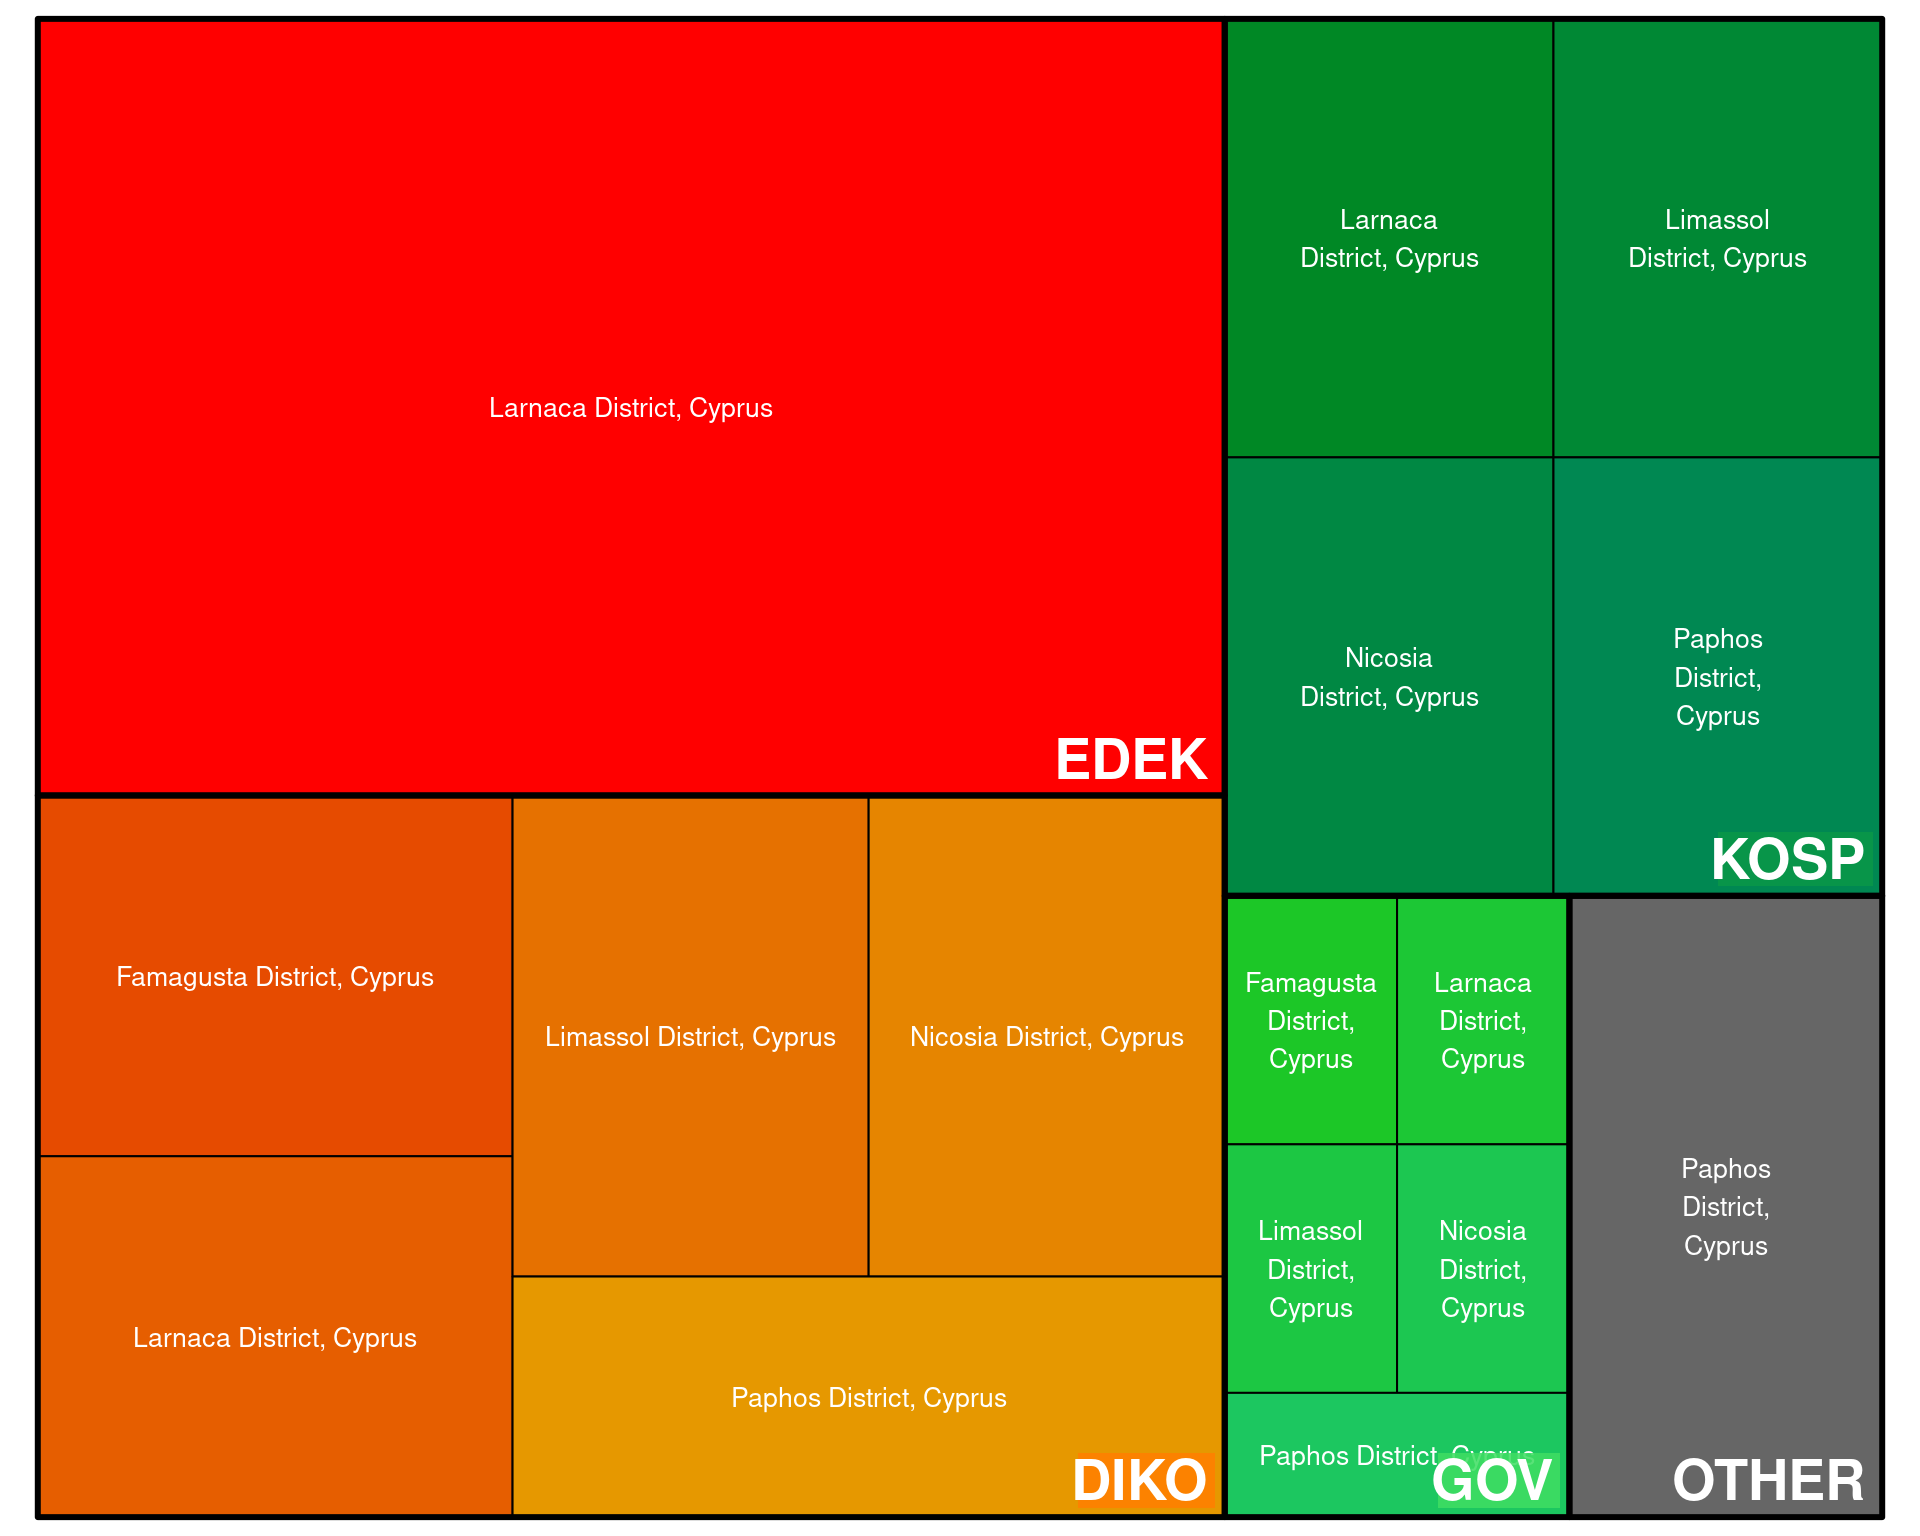 Larnaca District, Cyprus
EDEK
Famagusta District, Cyprus
Larnaca District, Cyprus
Limassol District, Cyprus
Nicosia District, Cyprus
Paphos District, Cyprus
DIKO
Larnaca
District, Cyprus
Limassol
District, Cyprus
Nicosia
District, Cyprus
Paphos
District,
Cyprus
KOSP
Famagusta
District,
Cyprus
Larnaca
District,
Cyprus
Limassol
District,
Cyprus
Nicosia
District,
Cyprus
Paphos District, Cyprus
GOV
Paphos
District,
Cyprus
OTHER